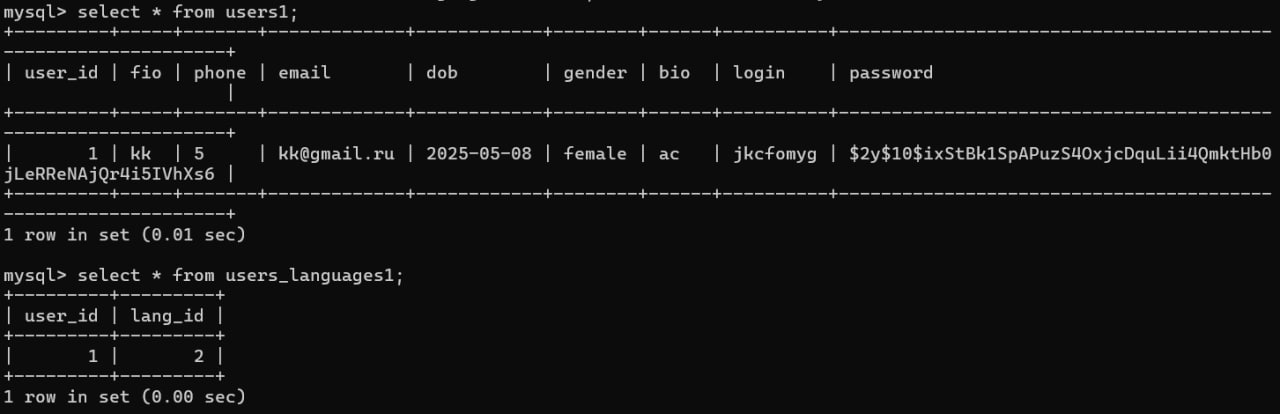 mysql> select * from users1;
+---------+-----+-------+-------------+------------+--------+------+----------+--------------------------------------------------------------+
| user_id | fio | phone | email       | dob        | gender | bio  | login    | password
                      |
+---------+-----+-------+-------------+------------+--------+------+----------+--------------------------------------------------------------+
|       1 | kk  | 5     | kk@gmail.ru | 2025-05-08 | female | ac   | jkcfomyg | $2y$10$ixStBk1SpAPuzS4OxjcDquLii4QmktHb0
jLeRReNAjQr4i5IVhXs6 |
+---------+-----+-------+-------------+------------+--------+------+----------+--------------------------------------------------------------+
1 row in set (0.01 sec)
mysql> select * from users_languages1;
+---------+---------+
| user_id | lang_id |
+---------+---------+
|       1 |       2 |
+---------+---------+
1 row in set (0.00 sec)